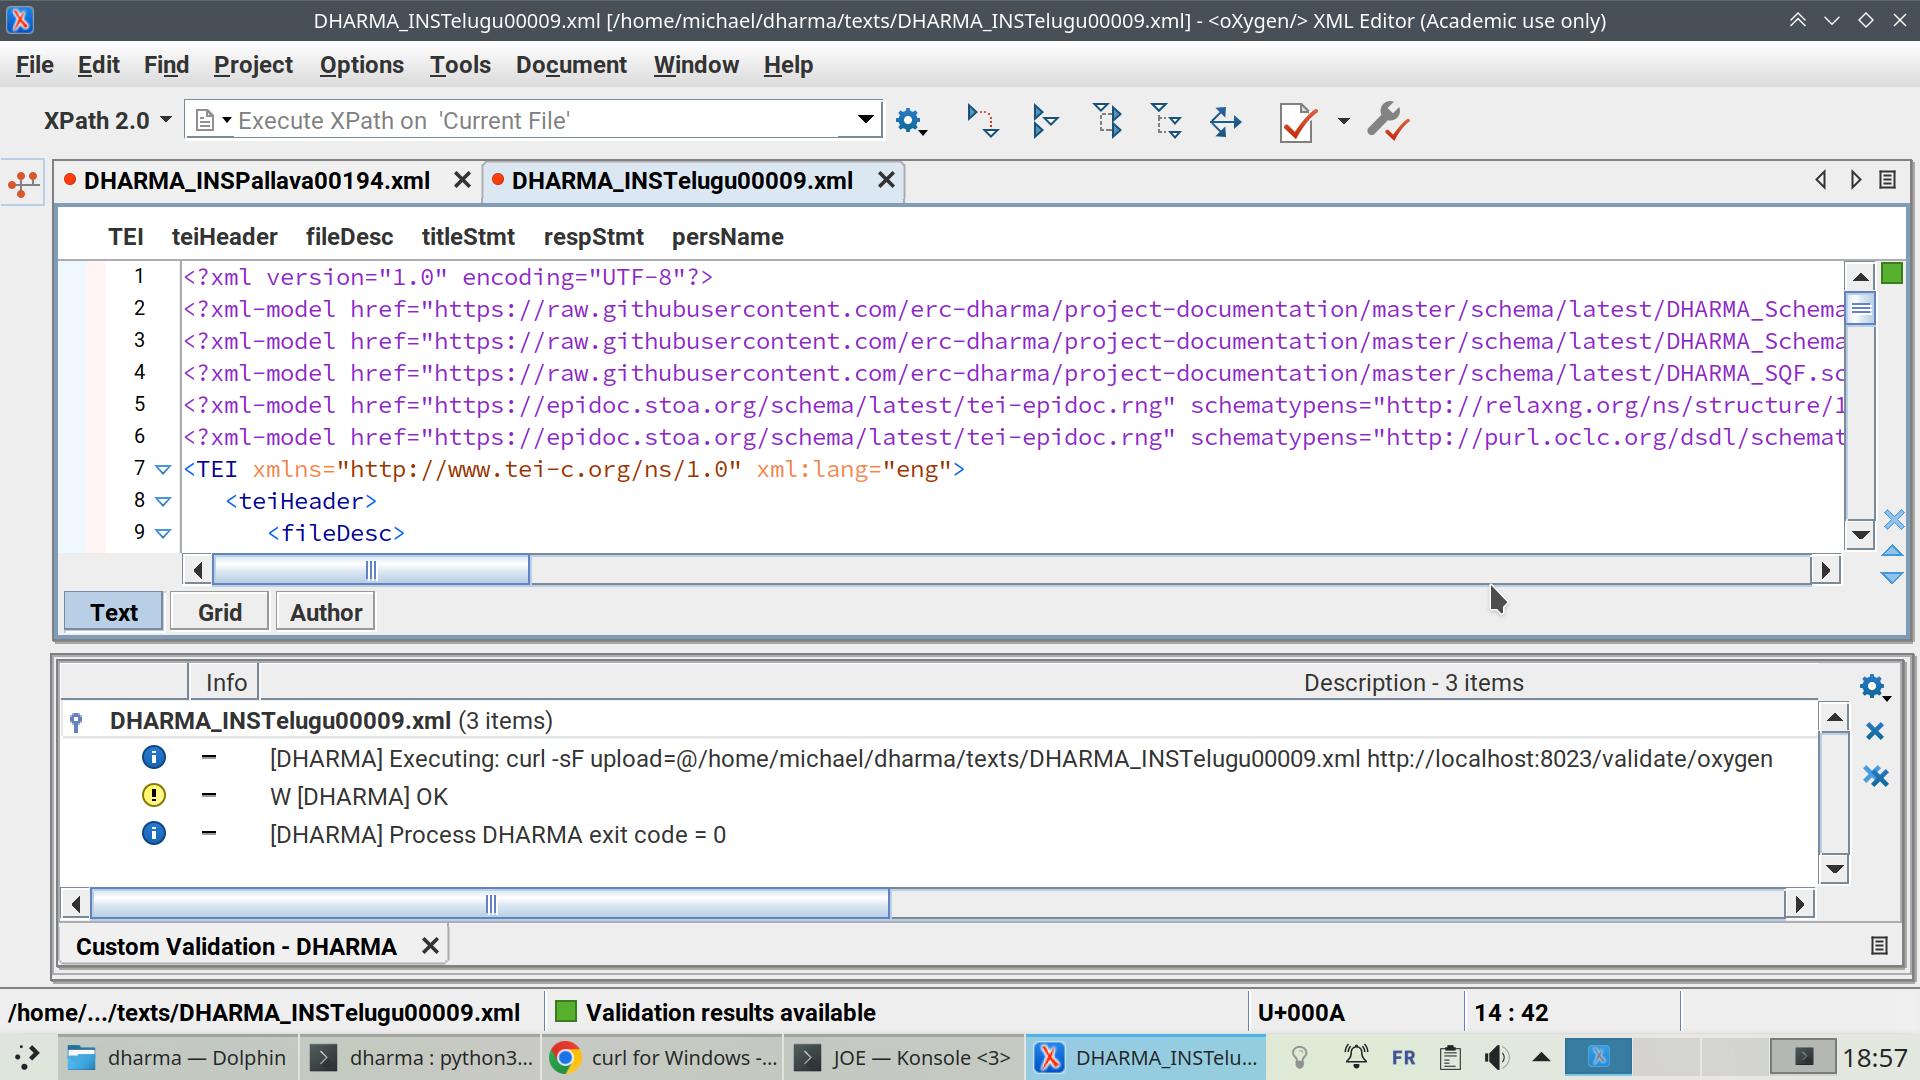 DHARMA_INSTelugu00009.xml [/home/michael/dharma/texts/DHARMA_INSTelugu00009.xml] - <oXygen/> XML Editor (Academic use only)
File Edit Find Project Options Tools Document Window Help
XPath 2.0 Execute XPath on 'Current File'
DHARMA_INSPallava00194.xml DHARMA_INSTelugu00009.xml
TEI teiHeader fileDesc titleStmt respStmt persName
1 <?xml version="1.0" encoding="UTF-8"?>
2 <?xml-model href="https://raw.githubusercontent.com/erc-dharma/project-documentation/master/schema/latest/DHARMA_Schema
3 <?xml-model href="https://raw.githubusercontent.com/erc-dharma/project-documentation/master/schema/latest/DHARMA_Schema
4 <?xml-model href="https://raw.githubusercontent.com/erc-dharma/project-documentation/master/schema/latest/DHARMA_SQF.sc
5 <?xml-model href="https://epidoc.stoa.org/schema/latest/tei-epidoc.rng" schematypens="http://relaxng.org/ns/structure/1
6 <?xml-model href="https://epidoc.stoa.org/schema/latest/tei-epidoc.rng" schematypens="http://purl.oclc.org/dsdl/schemat
7 <TEI xmlns="http://www.tei-c.org/ns/1.0" xml:lang="eng">
8 <teiHeader>
9 <fileDesc>
Text Grid Author
Info Description - 3 items
DHARMA_INSTelugu00009.xml (3 items)
[DHARMA] Executing: curl -sF upload=@/home/michael/dharma/texts/DHARMA_INSTelugu00009.xml http://localhost:8023/validate/oxygen
W [DHARMA] OK
[DHARMA] Process DHARMA exit code = 0
Custom Validation - DHARMA
/home/.../texts/DHARMA_INSTelugu00009.xml Validation results available U+000A 14 : 42
dharma — Dolphin dharma : python3... curl for Windows -... JOE — Konsole <3> DHARMA_INSTelu... FR 18:57